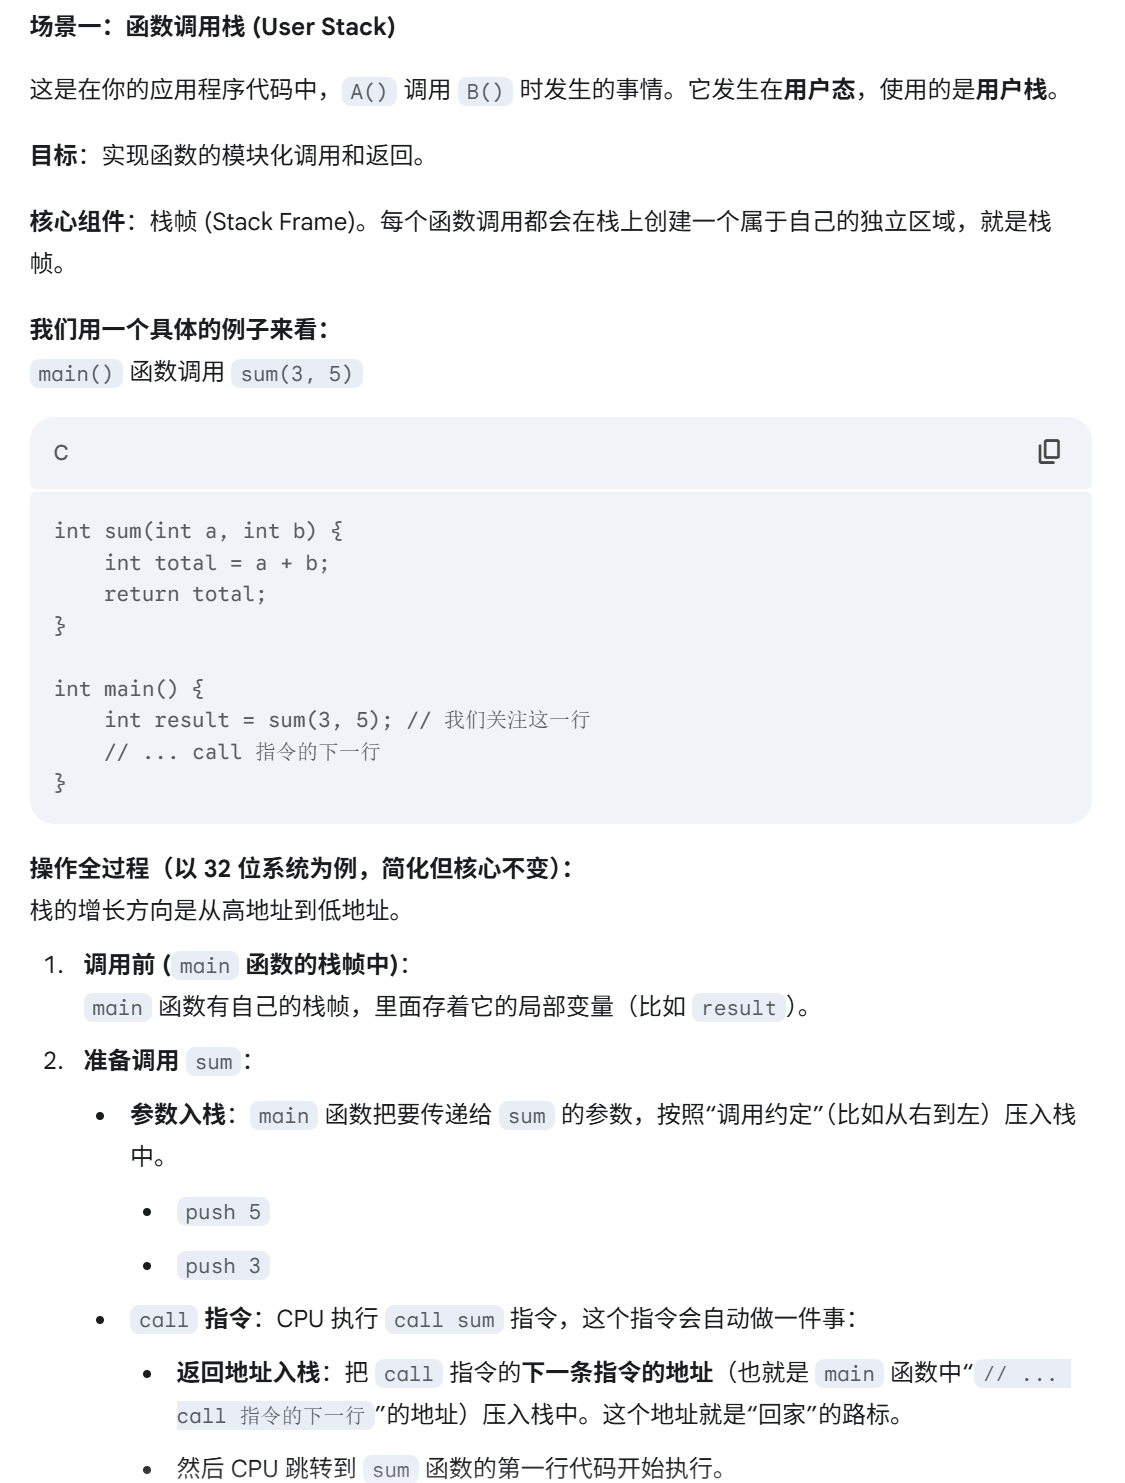 场景一：函数调用栈 (User Stack)
这是在你的应用程序代码中， A() 调用 B() 时发生的事情。它发生在用户态，使用的是用户栈。
目标：实现函数的模块化调用和返回。
核心组件：栈帧 (Stack Frame)。每个函数调用都会在栈上创建一个属于自己的独立区域，就是栈
帧。
我们用一个具体的例子来看：
main() 函数调用 sum(3, 5)
C
int sum(int a, int b) {
    int total = a + b;
    return total;
}
int main() {
    int result = sum(3, 5); // 我们关注这一行
    // ... call 指令的下一行
}
操作全过程（以 32 位系统为例，简化但核心不变）：
栈的增长方向是从高地址到低地址。
1. 调用前 ( main 函数的栈帧中)：
main 函数有自己的栈帧，里面存着它的局部变量（比如 result ）。
2. 准备调用 sum ：
• 参数入栈： main 函数把要传递给 sum 的参数，按照“调用约定”（比如从右到左）压入栈
中。
• push 5
• push 3
• call 指令：CPU 执行 call sum 指令，这个指令会自动做一件事：
• 返回地址入栈：把 call 指令的下一条指令的地址（也就是 main 函数中“ // ...
call 指令的下一行 ”的地址）压入栈中。这个地址就是“回家”的路标。
• 然后 CPU 跳转到 sum 函数的第一行代码开始执行。